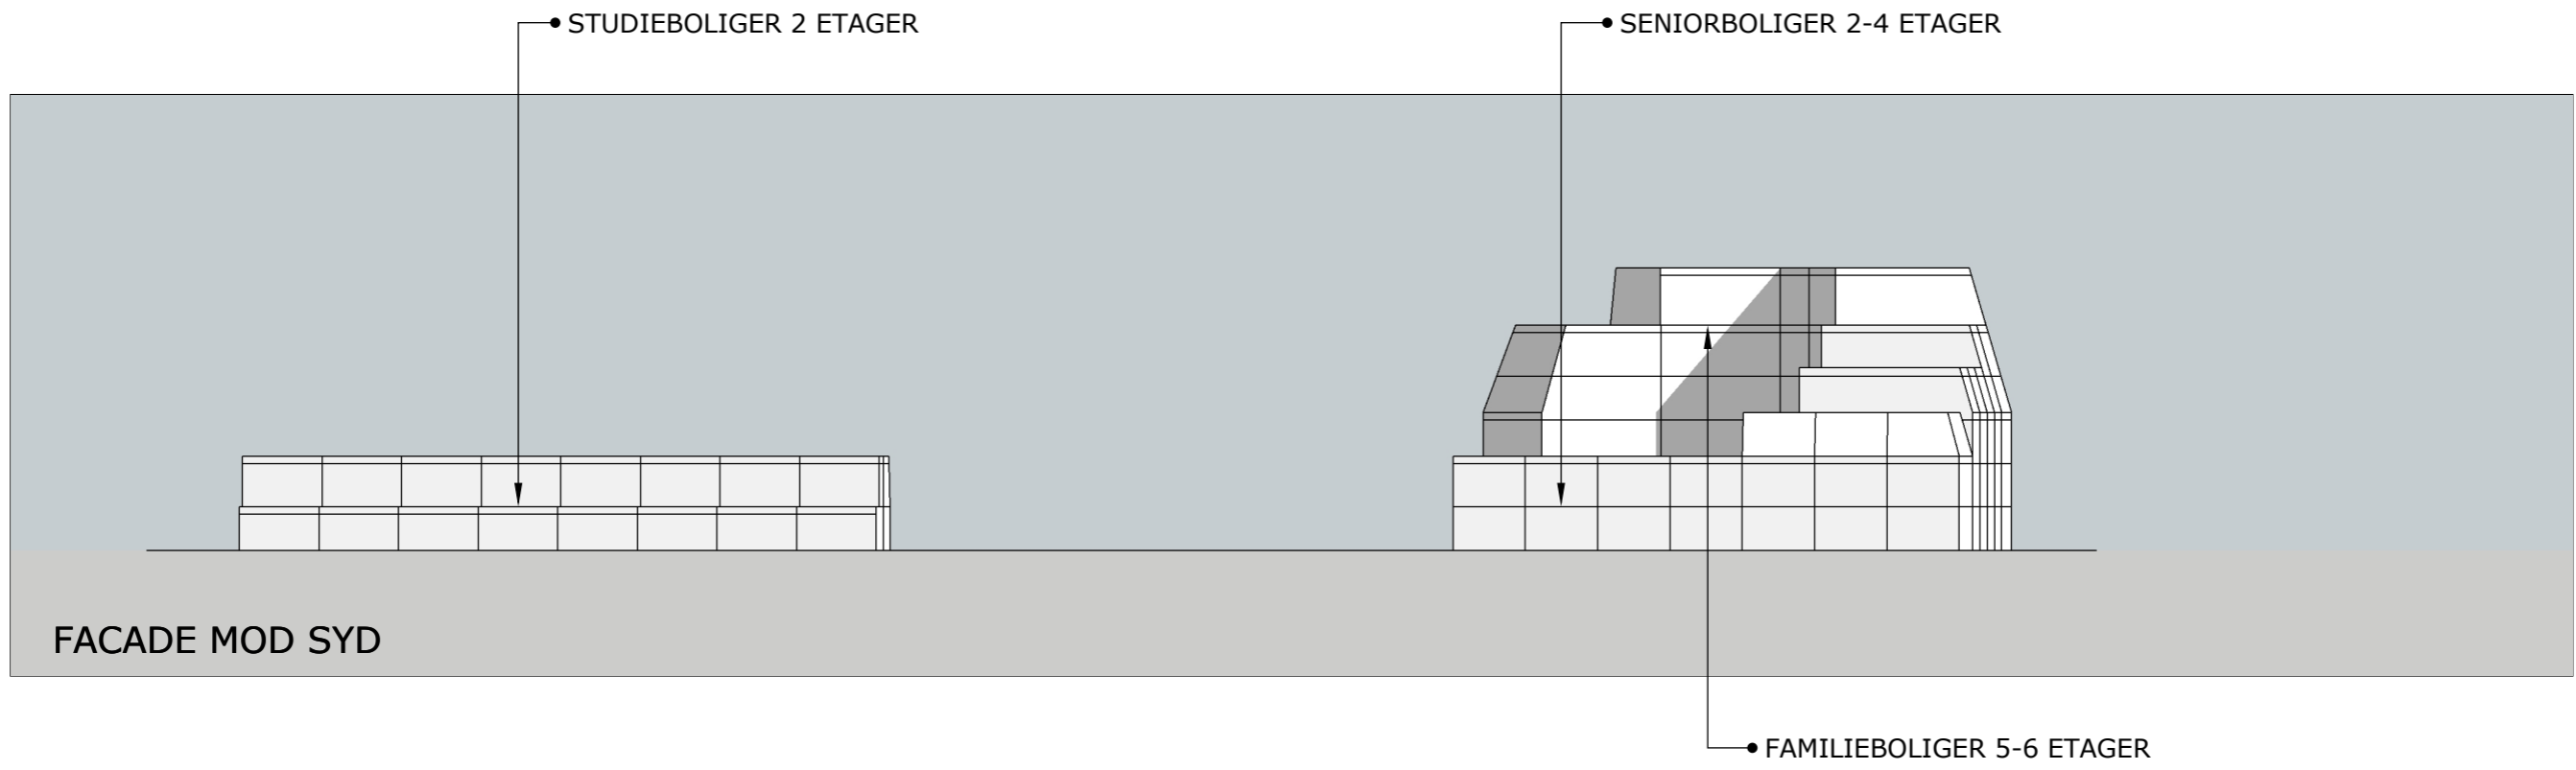 STUDIEBOLIGER 2 ETAGER
SENIORBOLIGER 2-4 ETAGER
FACADE MOD SYD
FAMILIEBOLIGER 5-6 ETAGER